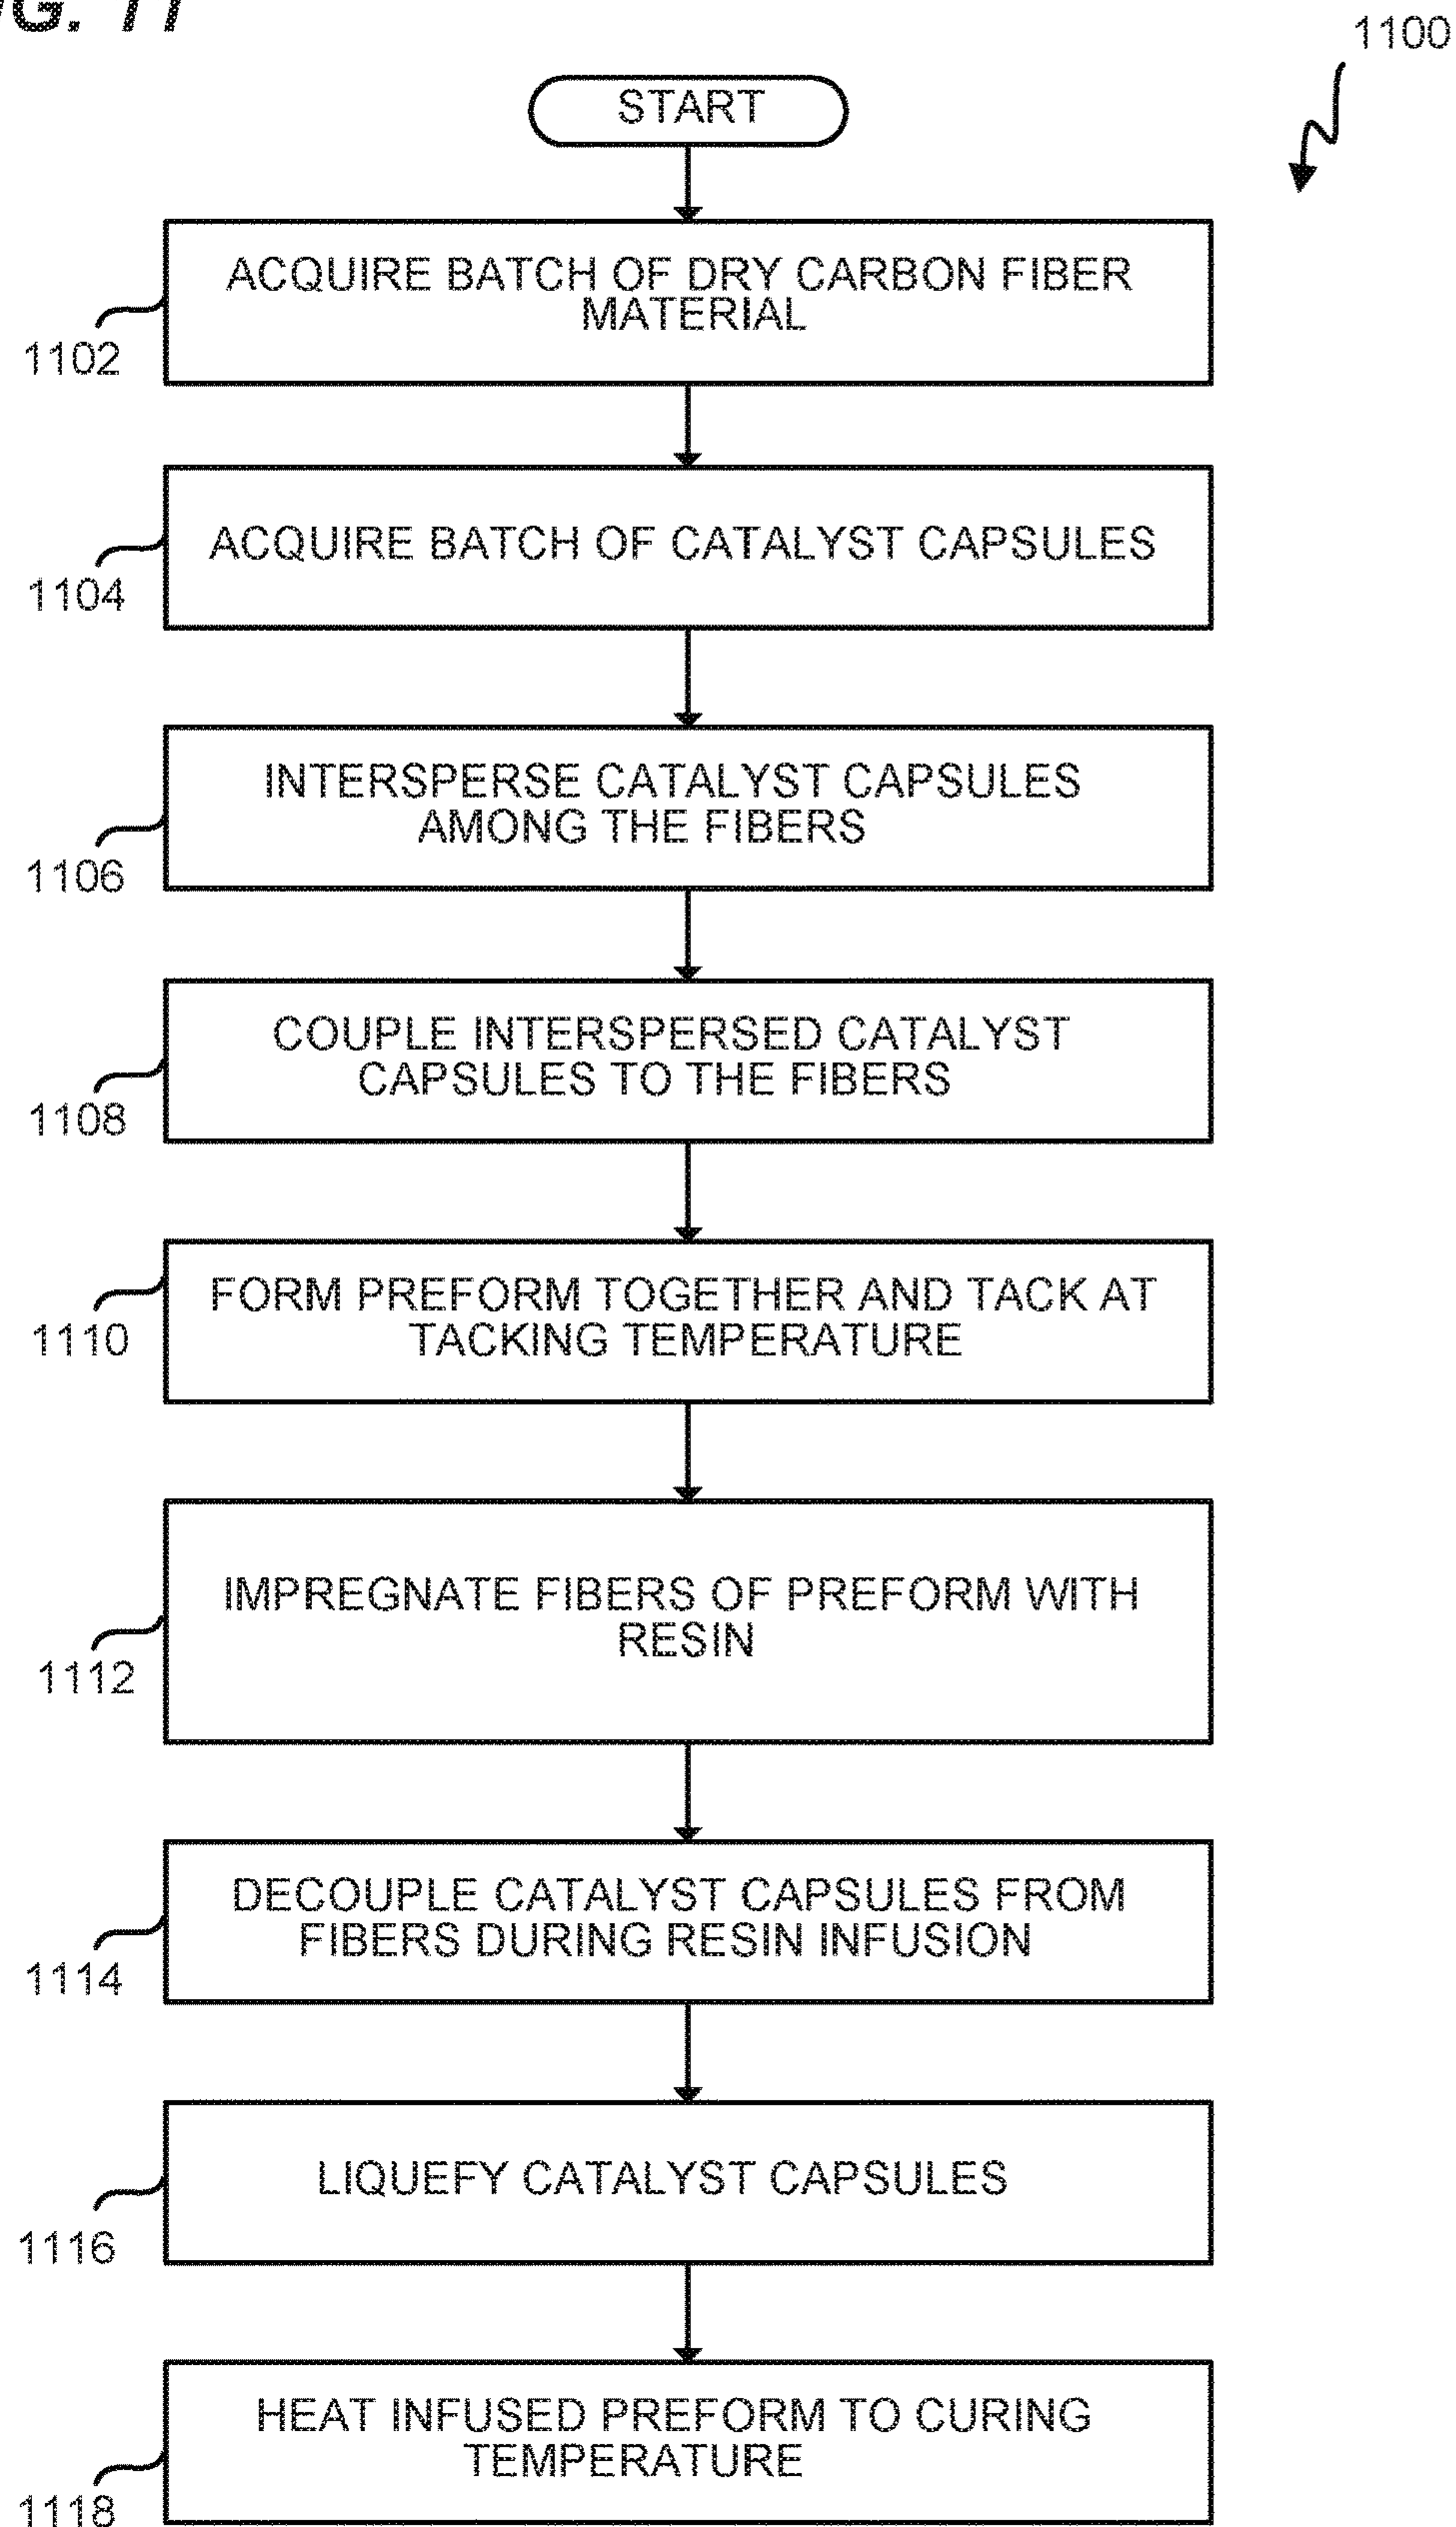 FIG. 11
1100
START
ACQUIRE BATCH OF DRY CARBON FIBER
MATERIAL
1102
ACQUIRE BATCH OF CATALYST CAPSULES
1104
INTERSPERSE CATALYST CAPSULES
AMONG THE FIBERS
1106
COUPLE INTERSPERSED CATALYST
CAPSULES TO THE FIBERS
1108
FORM PREFORM TOGETHER AND TACK AT
TACKING TEMPERATURE
1110
IMPREGNATE FIBERS OF PREFORM WITH
RESIN
1112
DECOUPLE CATALYST CAPSULES FROM
FIBERS DURING RESIN INFUSION
1114
LIQUEFY CATALYST CAPSULES
1116
HEAT INFUSED PREFORM TO CURING
TEMPERATURE
1118